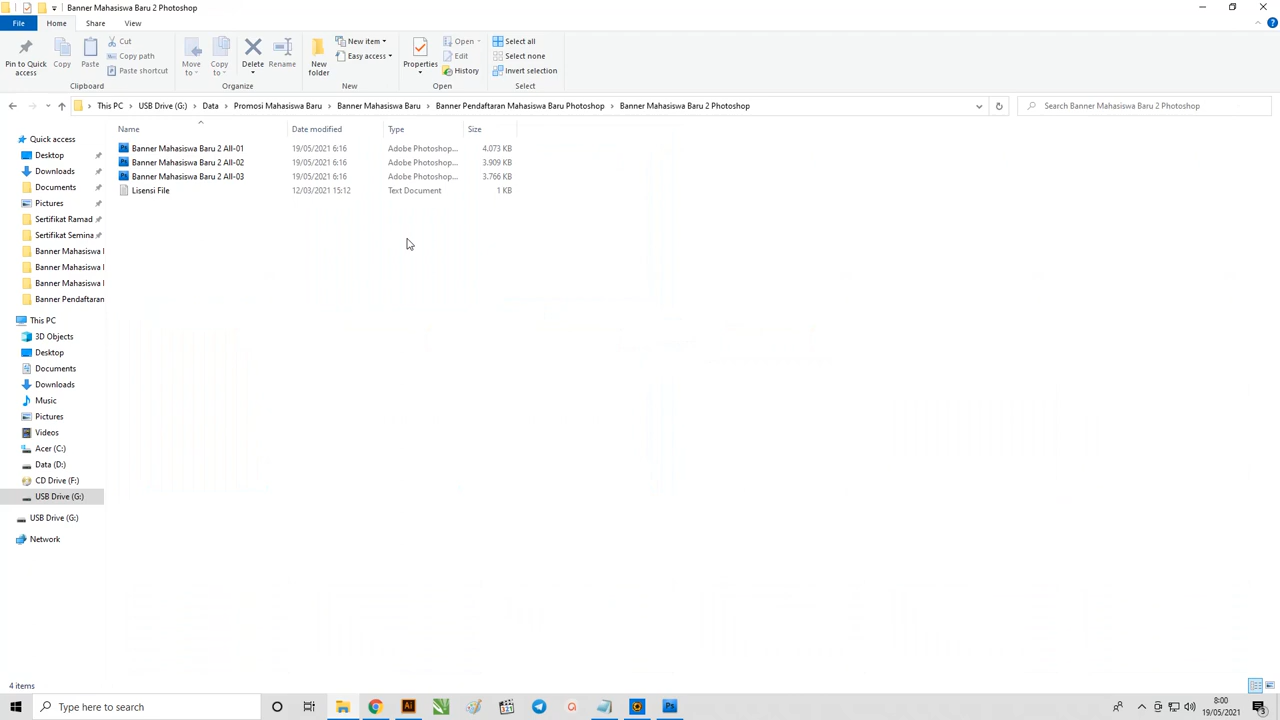 Banner Mahasiswa Baru 2 Photoshop
File Home Share View
Pin to Quick access
Copy
Paste
Cut
Copy path
Paste shortcut
Clipboard
Move to
Copy to
Delete
Rename
Organize
New folder
New item
Easy access
New
Properties
Open
Edit
History
Open
Select all
Select none
Invert selection
Select
This PC › USB Drive (G:) › Data › Promosi Mahasiswa Baru › Banner Mahasiswa Baru › Banner Pendaftaran Mahasiswa Baru Photoshop › Banner Mahasiswa Baru 2 Photoshop
Search Banner Mahasiswa Baru 2 Photoshop
Name Date modified Type Size
Banner Mahasiswa Baru 2 All-01 19/05/2021 6:16 Adobe Photoshop... 4.073 KB
Banner Mahasiswa Baru 2 All-02 19/05/2021 6:16 Adobe Photoshop... 3.909 KB
Banner Mahasiswa Baru 2 All-03 19/05/2021 6:16 Adobe Photoshop... 3.766 KB
Lisensi File 12/03/2021 15:12 Text Document 1 KB
Quick access
Desktop
Downloads
Documents
Pictures
Sertifikat Ramad
Sertifikat Semina
Banner Mahasiswa
Banner Mahasiswa
Banner Mahasiswa
Banner Pendaftaran
This PC
3D Objects
Desktop
Documents
Downloads
Music
Pictures
Videos
Acer (C:)
Data (D:)
CD Drive (F:)
USB Drive (G:)
USB Drive (G:)
Network
4 items
Type here to search
Ai
Ps
8:00
19/05/2021
3